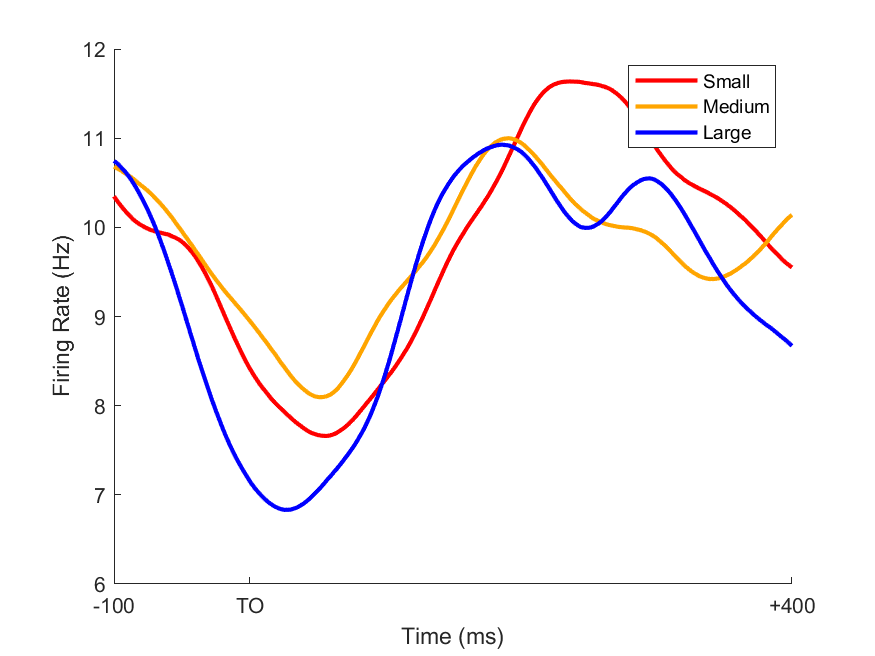 12
11
10
9
8
7
6
Firing Rate (Hz)
Small
Medium
Large
-100
TO
+400
Time (ms)